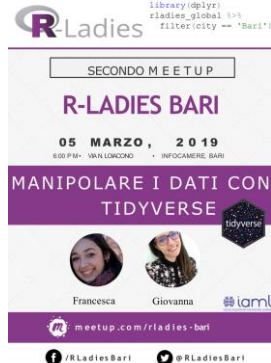 R-Ladies
library(dplyr)
rladies_global %>%
filter(city == "Bari")
SECONDO MEETUP
R-LADIES BARI
05 MARZO, 2019
6:00 PM• VIA N. LOIACONO • INFOCAMERE, BARI
MANIPOLARE I DATI CON
TIDYVERSE
tidyverse
Francesca Giovanna
iaml
meetup.com/rladies-bari
/RLadiesBari @RLadiesBari